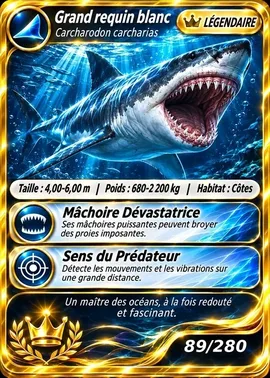 Grand requin blanc
Carcharodon carcharias
LÉGENDAIRE
Taille : 4,00-6,00 m | Poids : 680-2 200 kg | Habitat : Côtes
Mâchoire Dévastatrice
Ses mâchoires puissantes peuvent broyer
des proies imposantes.
Sens du Prédateur
Détecte les mouvements et les vibrations sur
une grande distance.
Un maître des océans, à la fois redouté
et fascinant.
89/280